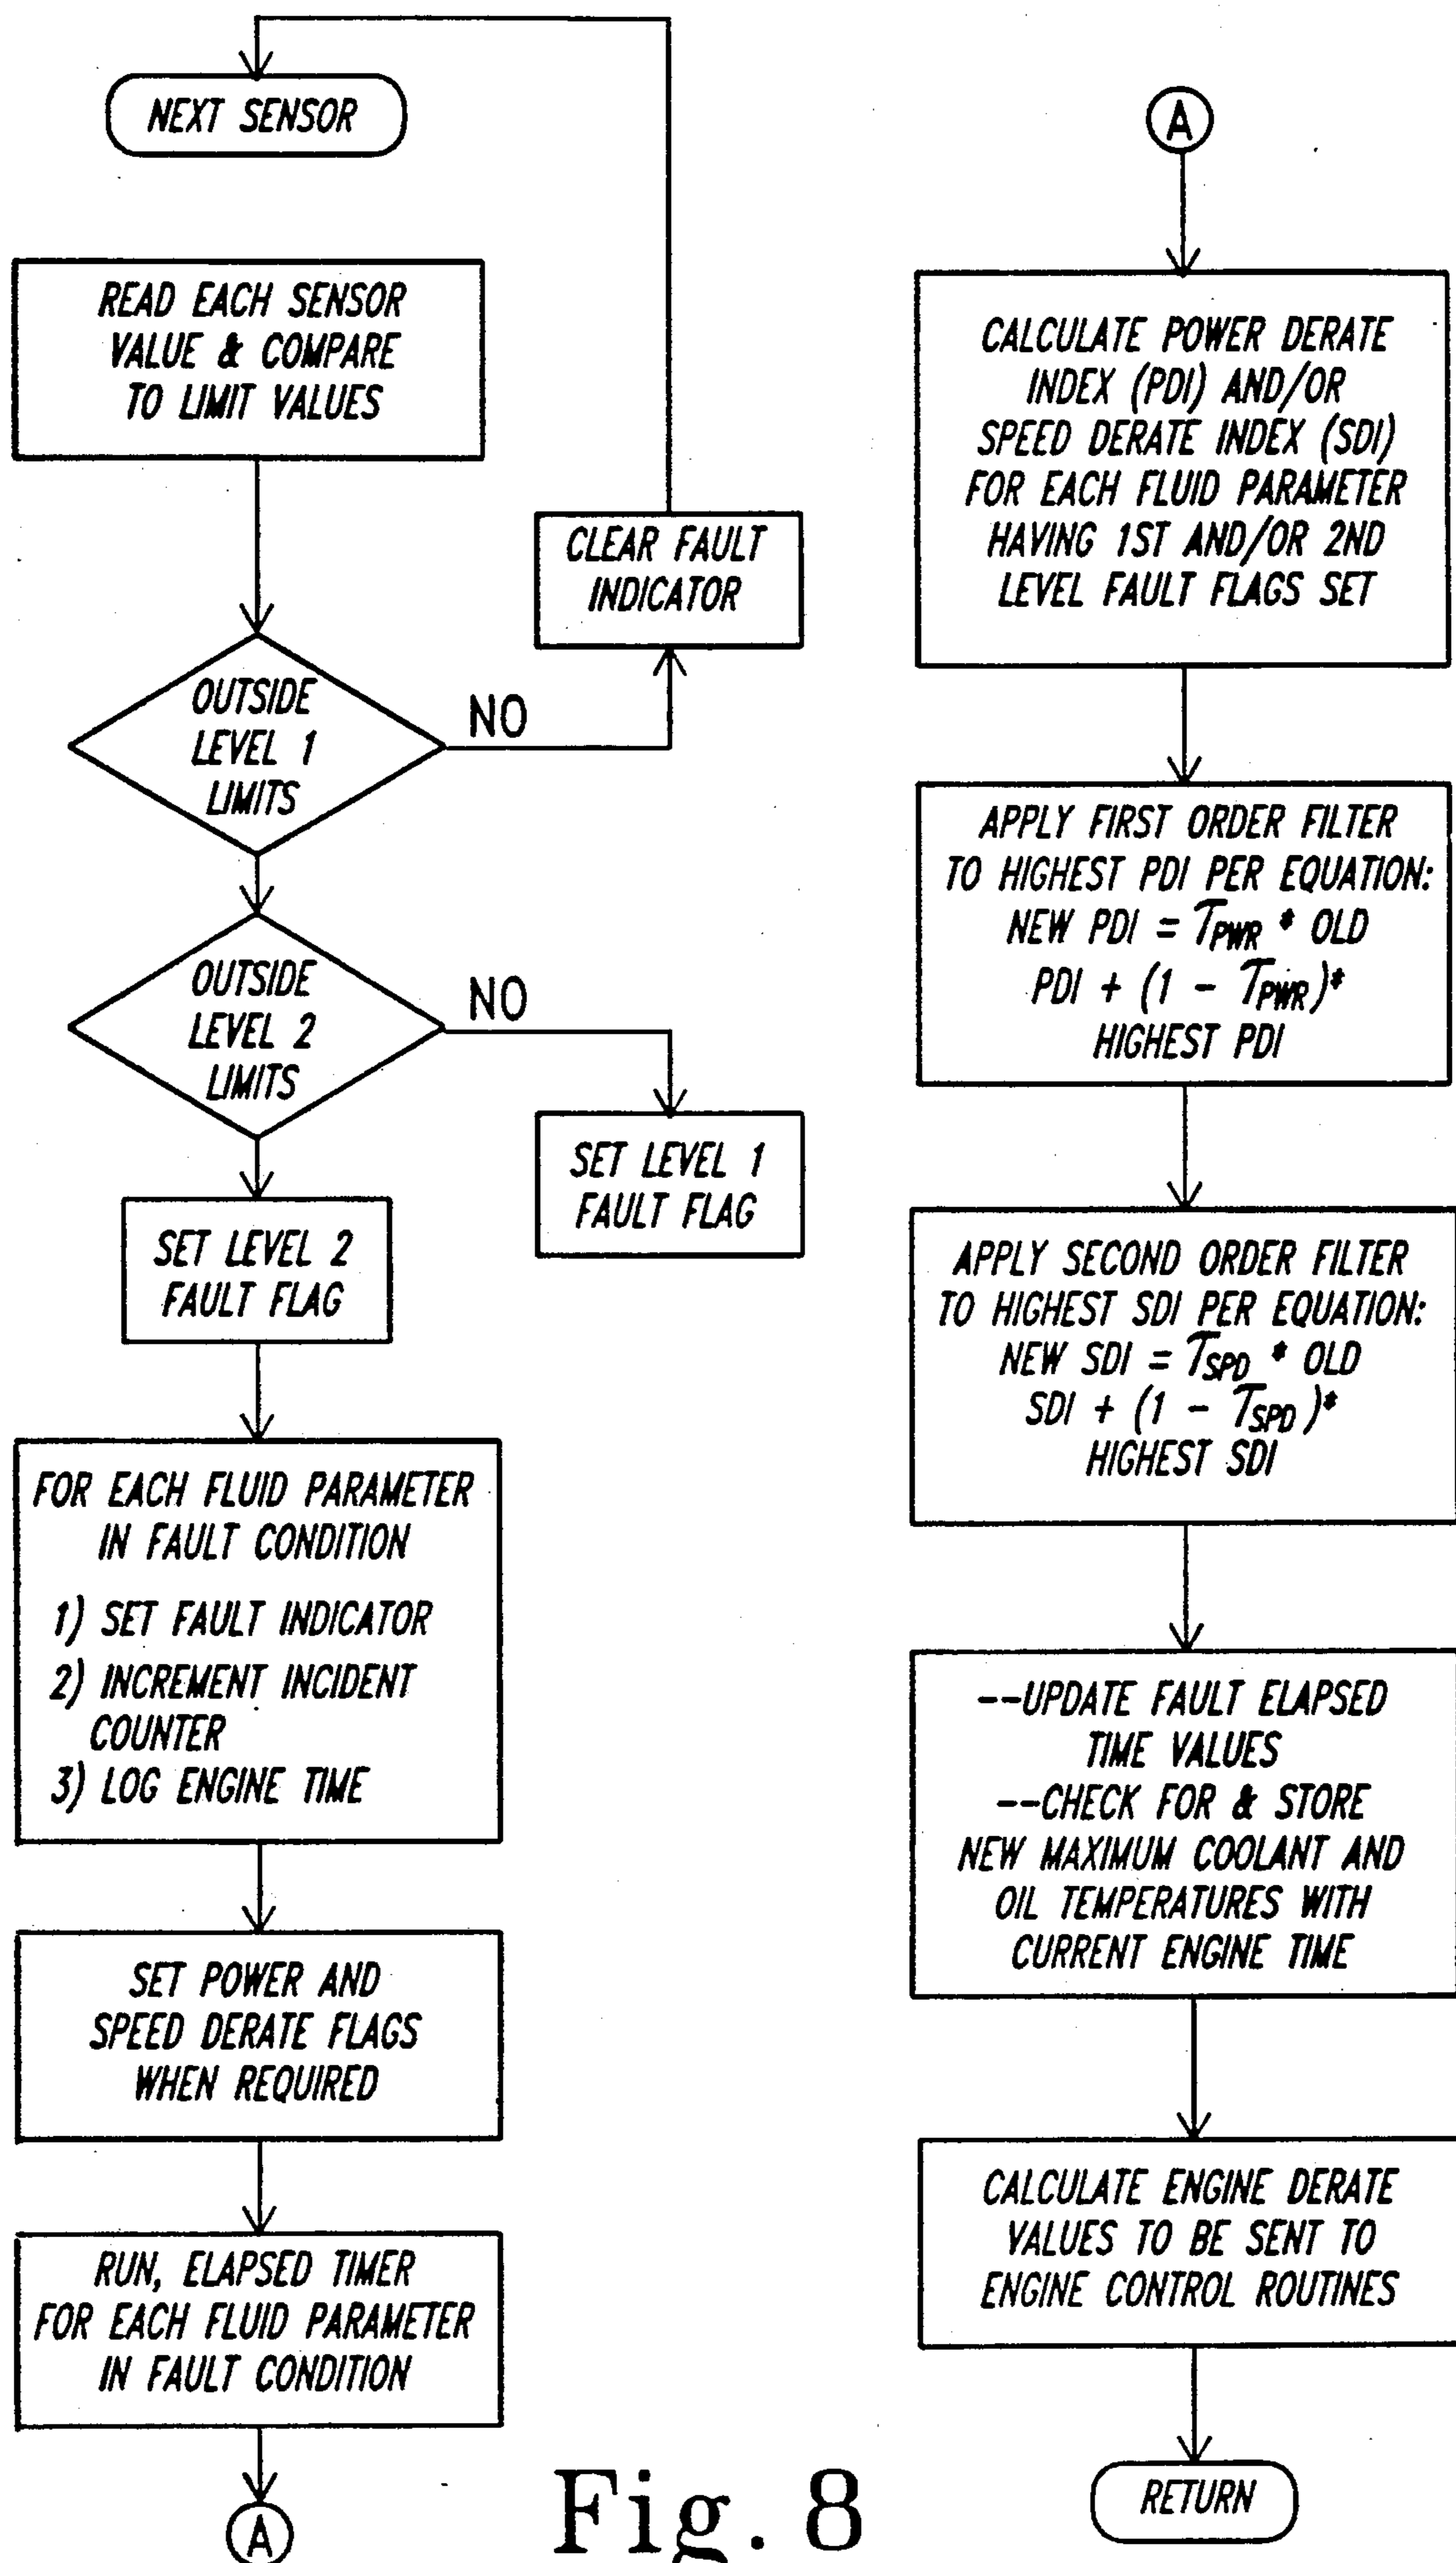 NEXT SENSOR
READ EACH SENSOR
VALUE & COMPARE
TO LIMIT VALUES
CLEAR FAULT
INDICATOR
OUTSIDE
LEVEL 1
LIMITS
NO
OUTSIDE
LEVEL 2
LIMITS
NO
SET LEVEL 1
FAULT FLAG
SET LEVEL 2
FAULT FLAG
FOR EACH FLUID PARAMETER
IN FAULT CONDITION
1) SET FAULT INDICATOR
2) INCREMENT INCIDENT
COUNTER
3) LOG ENGINE TIME
SET POWER AND
SPEED DERATE FLAGS
WHEN REQUIRED
RUN, ELAPSED TIMER
FOR EACH FLUID PARAMETER
IN FAULT CONDITION
A
A
CALCULATE POWER DERATE
INDEX (PDI) AND/OR
SPEED DERATE INDEX (SDI)
FOR EACH FLUID PARAMETER
HAVING 1ST AND/OR 2ND
LEVEL FAULT FLAGS SET
APPLY FIRST ORDER FILTER
TO HIGHEST PDI PER EQUATION:
NEW PDI = TPWR * OLD
PDI + (1 - TPWR)*
HIGHEST PDI
APPLY SECOND ORDER FILTER
TO HIGHEST SDI PER EQUATION:
NEW SDI = TSPD * OLD
SDI + (1 - TSPD)*
HIGHEST SDI
--UPDATE FAULT ELAPSED
TIME VALUES
--CHECK FOR & STORE
NEW MAXIMUM COOLANT AND
OIL TEMPERATURES WITH
CURRENT ENGINE TIME
CALCULATE ENGINE DERATE
VALUES TO BE SENT TO
ENGINE CONTROL ROUTINES
RETURN
Fig. 8